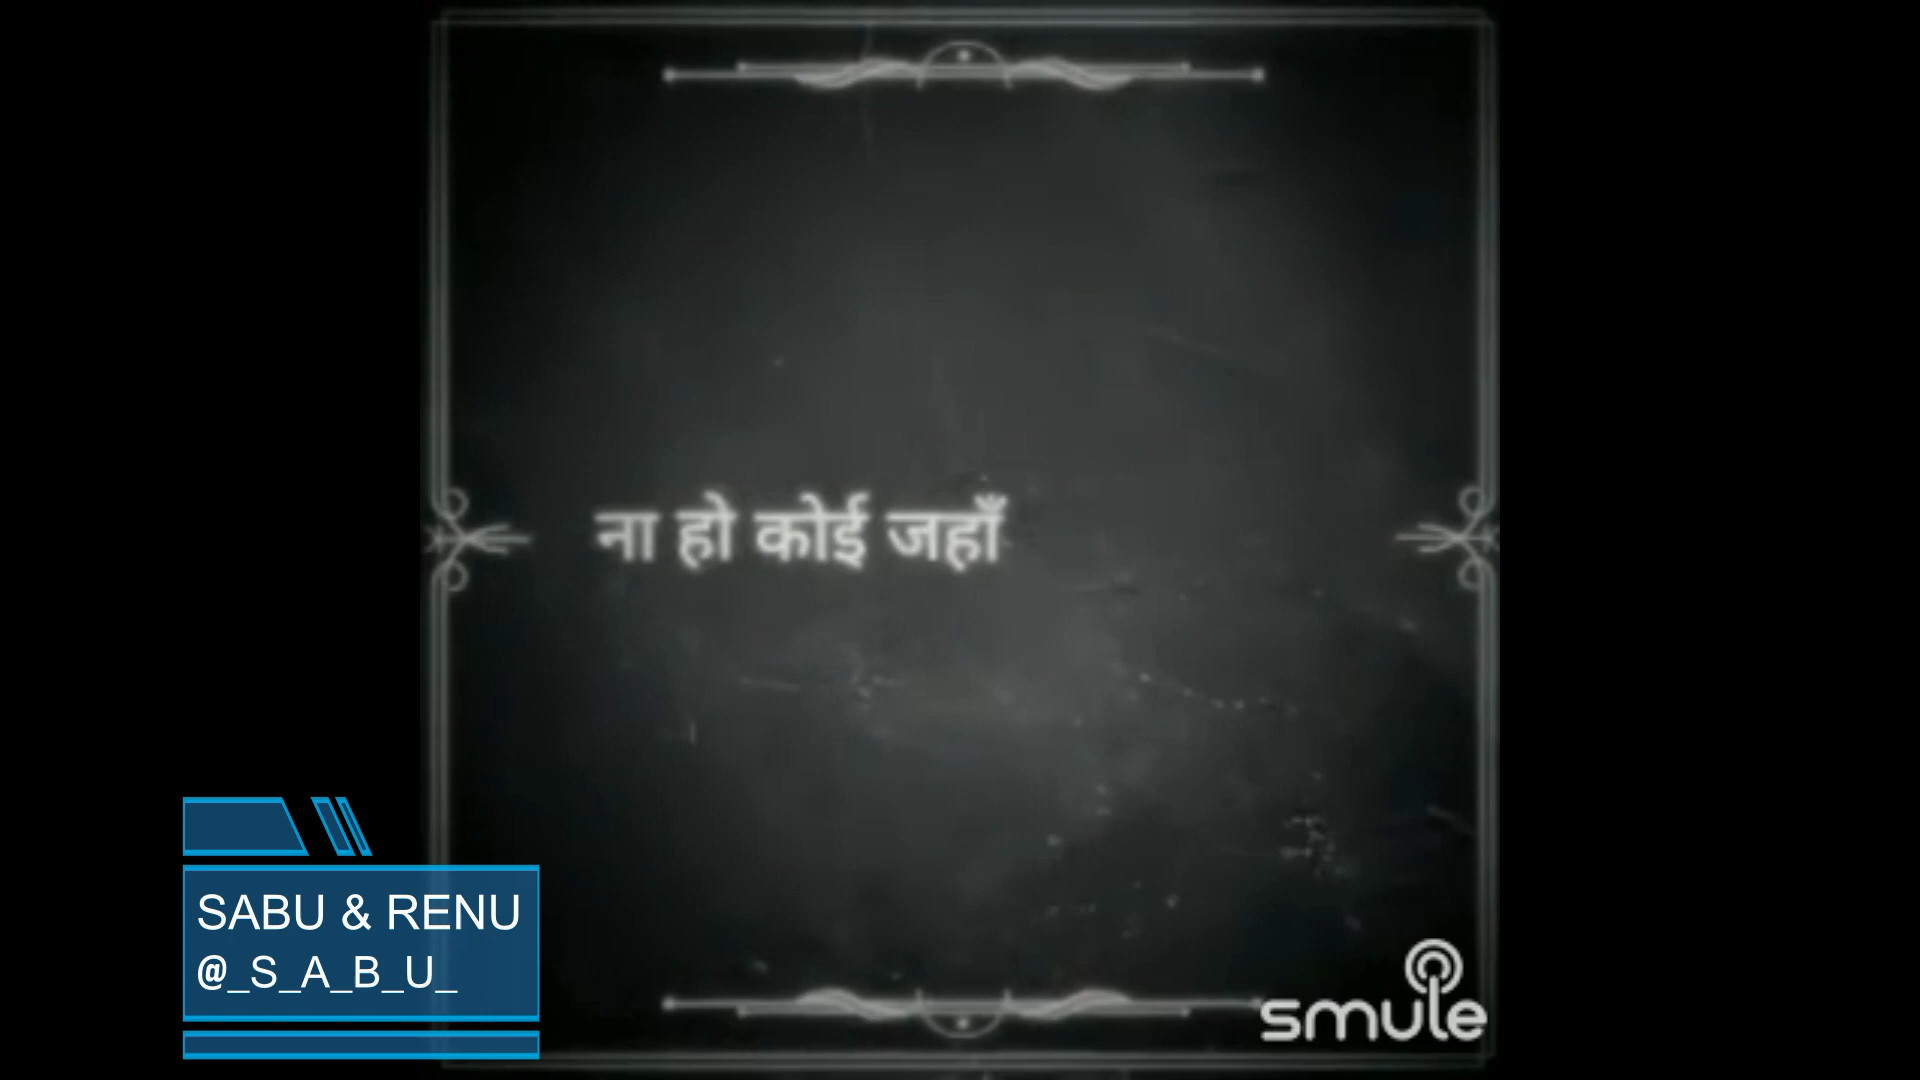 ना हो कोई जहाँ
SABU & RENU
@_S_A_B_U_
smule